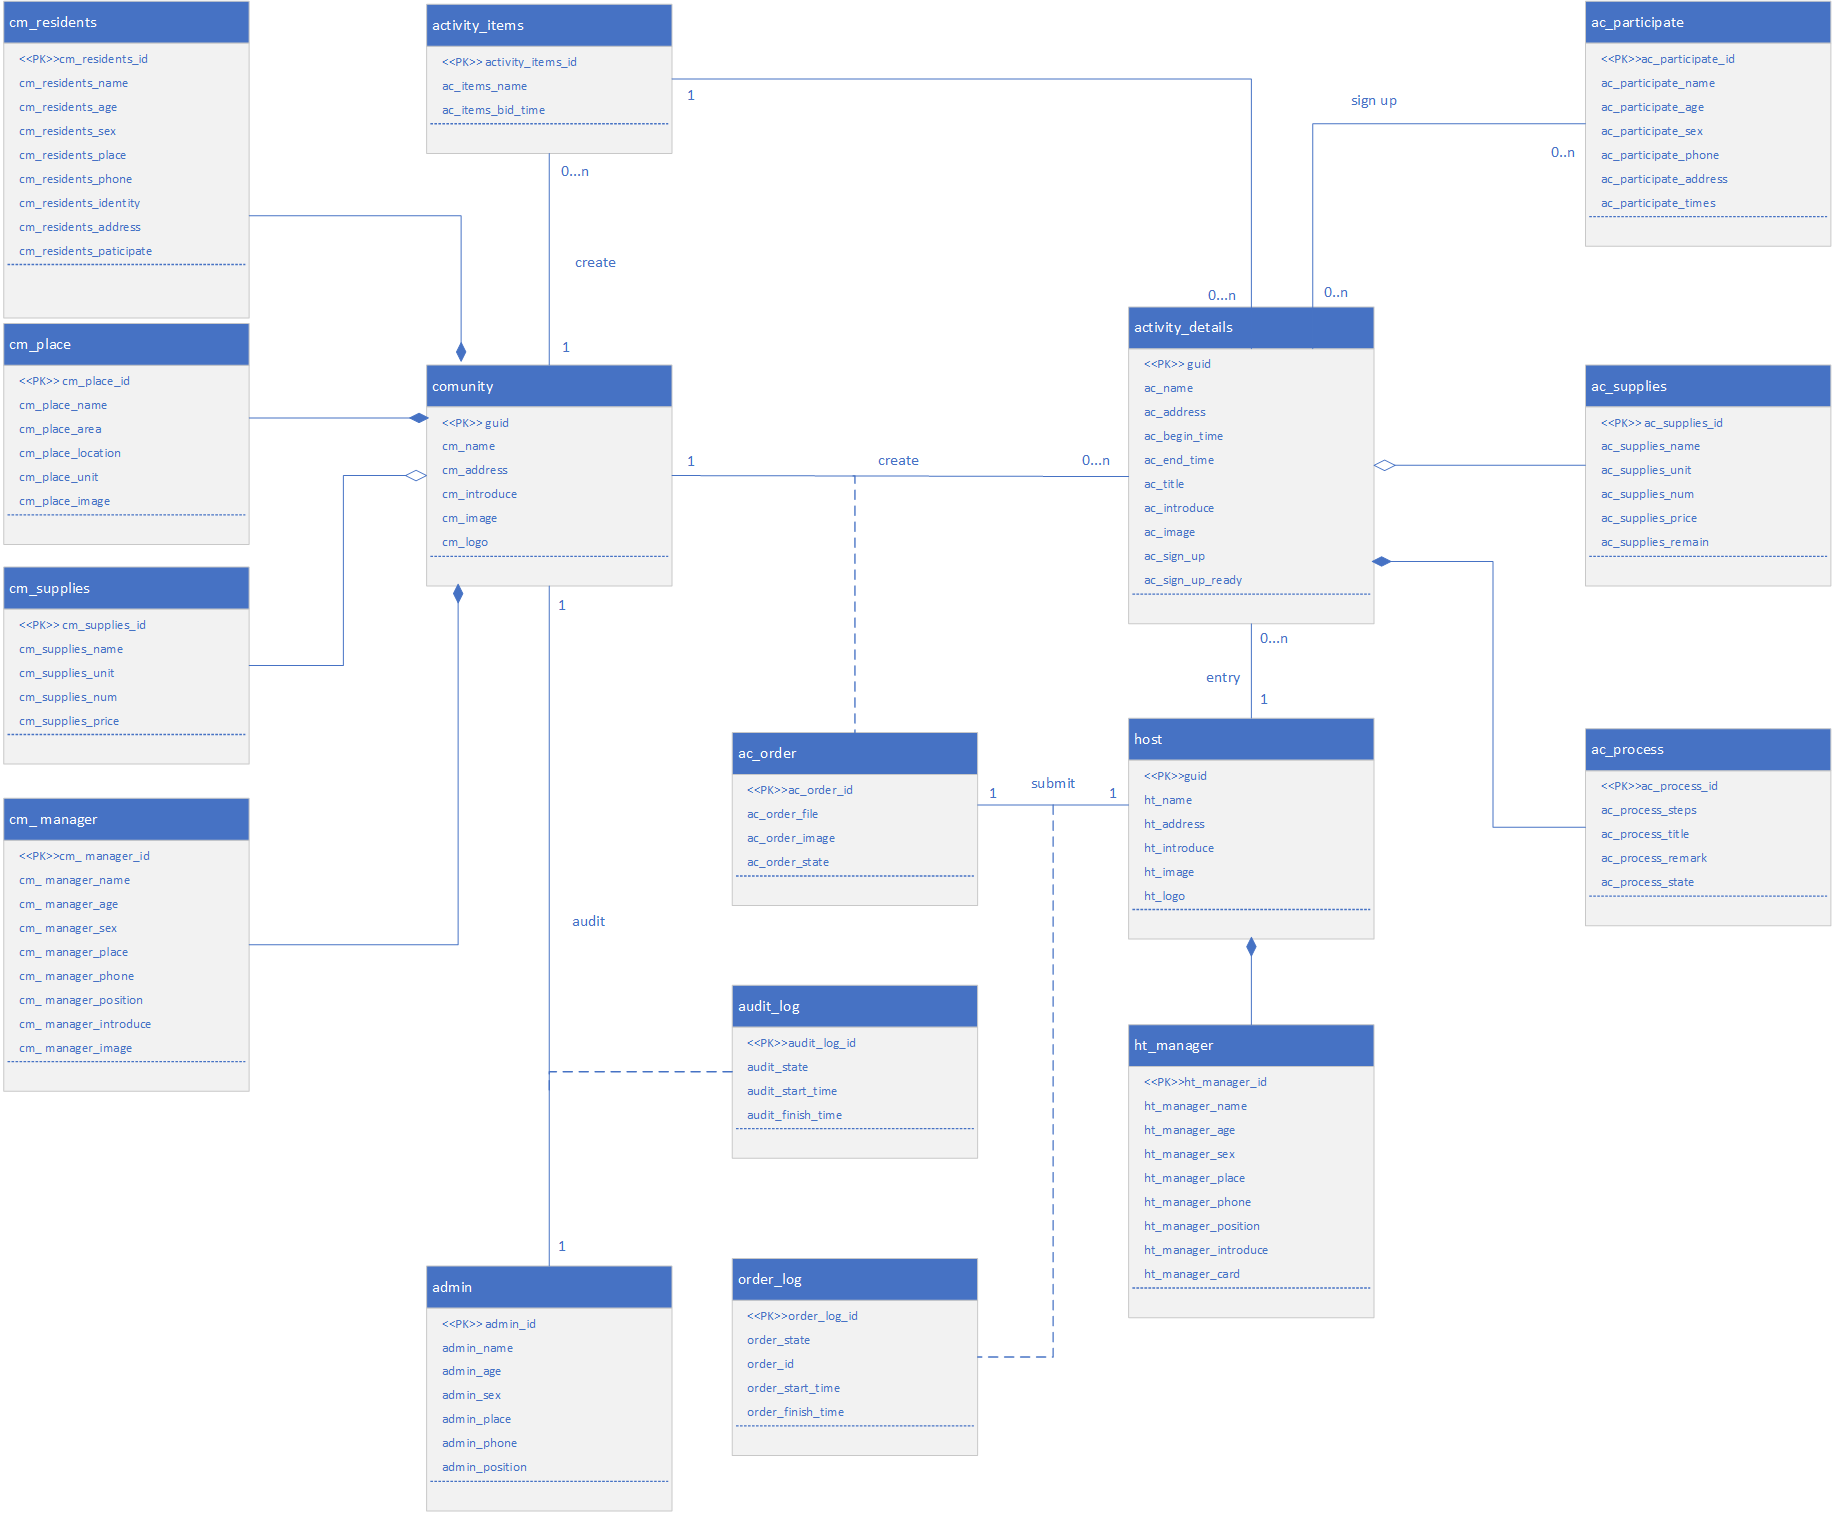 cm_residents
<<PK>>cm_residents_id
cm_residents_name
cm_residents_age
cm_residents_sex
cm_residents_place
cm_residents_phone
cm_residents_identity
cm_residents_address
cm_residents_paticipate
cm_place
<<PK>> cm_place_id
cm_place_name
cm_place_area
cm_place_location
cm_place_unit
cm_place_image
cm_supplies
<<PK>> cm_supplies_id
cm_supplies_name
cm_supplies_unit
cm_supplies_num
cm_supplies_price
cm_ manager
<<PK>>cm_ manager_id
cm_ manager_name
cm_ manager_age
cm_ manager_sex
cm_ manager_place
cm_ manager_phone
cm_ manager_position
cm_ manager_introduce
cm_ manager_image
activity_items
<<PK>> activity_items_id
ac_items_name
ac_items_bid_time
1
0...n
create
1
comunity
<<PK>> guid
cm_name
cm_address
cm_introduce
cm_image
cm_logo
1
create
0...n
1
audit
1
admin
<<PK>> admin_id
admin_name
admin_age
admin_sex
admin_place
admin_phone
admin_position
ac_order
<<PK>>ac_order_id
ac_order_file
ac_order_image
ac_order_state
1
submit
1
audit_log
<<PK>>audit_log_id
audit_state
audit_start_time
audit_finish_time
order_log
<<PK>>order_log_id
order_state
order_id
order_start_time
order_finish_time
0...n
0..n
activity_details
<<PK>> guid
ac_name
ac_address
ac_begin_time
ac_end_time
ac_title
ac_introduce
ac_image
ac_sign_up
ac_sign_up_ready
0...n
entry
1
host
<<PK>>guid
ht_name
ht_address
ht_introduce
ht_image
ht_logo
ht_manager
<<PK>>ht_manager_id
ht_manager_name
ht_manager_age
ht_manager_sex
ht_manager_place
ht_manager_phone
ht_manager_position
ht_manager_introduce
ht_manager_card
sign up
0..n
ac_participate
<<PK>>ac_participate_id
ac_participate_name
ac_participate_age
ac_participate_sex
ac_participate_phone
ac_participate_address
ac_participate_times
ac_supplies
<<PK>> ac_supplies_id
ac_supplies_name
ac_supplies_unit
ac_supplies_num
ac_supplies_price
ac_supplies_remain
ac_process
<<PK>>ac_process_id
ac_process_steps
ac_process_title
ac_process_remark
ac_process_state